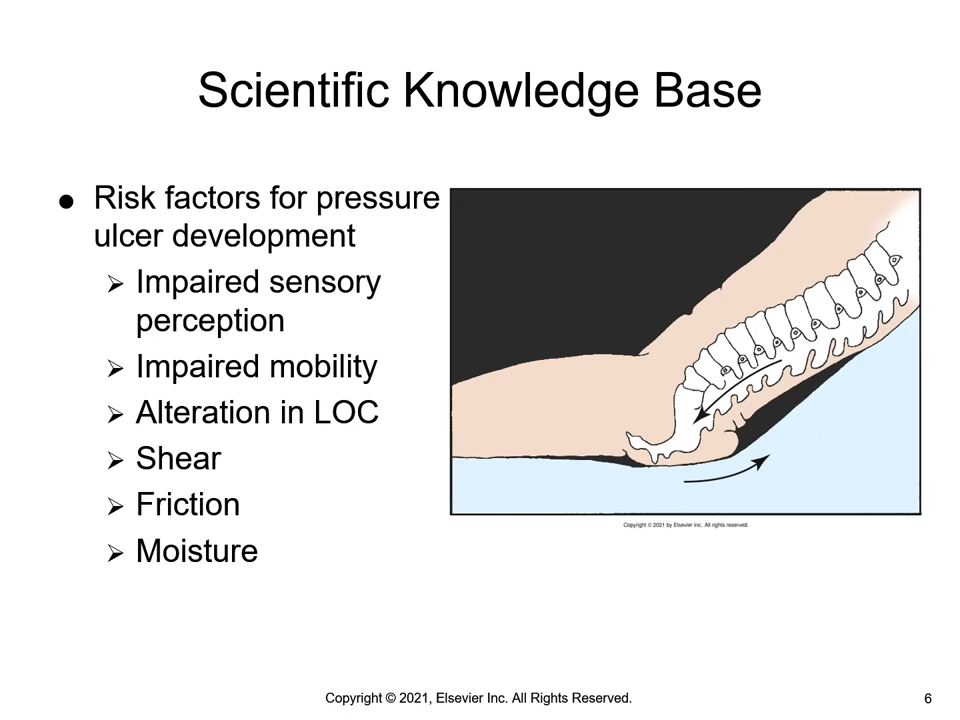 Scientific Knowledge Base
● Risk factors for pressure
ulcer development
➢ Impaired sensory
perception
➢ Impaired mobility
➢ Alteration in LOC
➢ Shear
➢ Friction
➢ Moisture
Copyright © 2021 by Elsevier Inc. All rights reserved.
Copyright © 2021, Elsevier Inc. All Rights Reserved.
6